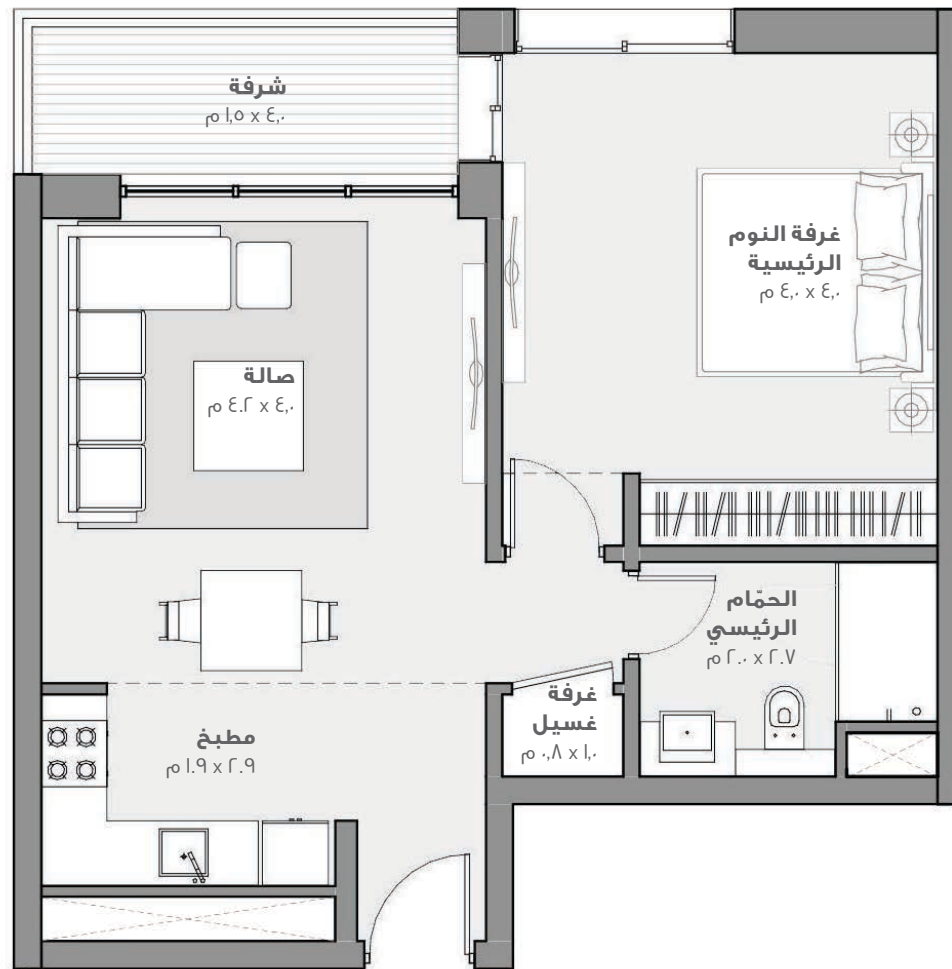 شرفة
٤,٠ x ١,٥ م
غرفة النوم
الرئيسية
٤,٠ x ٤,٠ م
صالة
٤,٠ x ٤.٢ م
الحمّام
الرئيسي
٢.٧ x ٢.٠ م
غرفة
غسيل
١,٠ x ٠,٨ م
مطبخ
٢.٩ x ١.٩ م